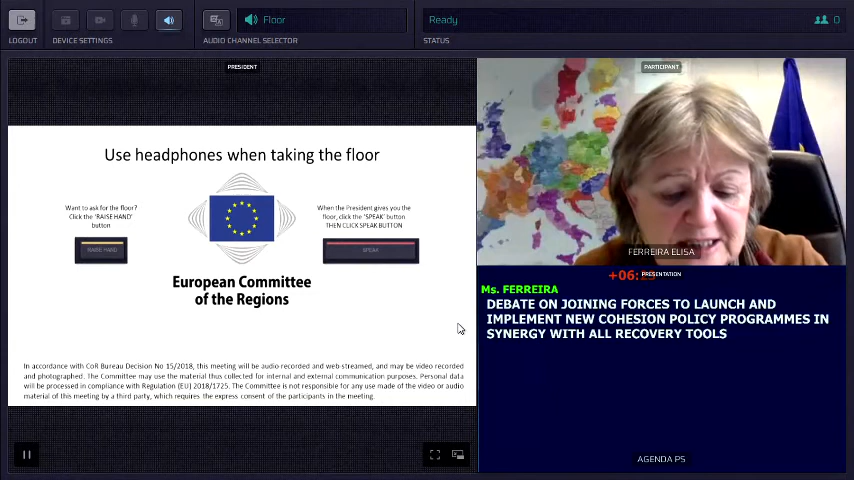 Floor
Ready
0
LOGOUT
DEVICE SETTINGS
AUDIO CHANNEL SELECTOR
STATUS
PRESIDENT
PARTICIPANT
Use headphones when taking the floor
Want to ask for the floor?
Click the 'RAISE HAND'
button
RAISE HAND
When the President gives you the
floor, click the 'SPEAK' button
THEN CLICK SPEAK BUTTON
SPEAK
European Committee
of the Regions
In accordance with CoR Bureau Decision No 15/2018, this meeting will be audio recorded and web-streamed, and may be video recorded
and photographed. The Committee may use the material thus collected for internal and external communication purposes. Personal data
will be processed in compliance with Regulation (EU) 2018/1725. The Committee is not responsible for any use made of the video or audio
material of this meeting by a third party, which requires the express consent of the participants in the meeting.
FERREIRA ELISA
+06:
PRESENTATION
Ms. FERREIRA
DEBATE ON JOINING FORCES TO LAUNCH AND
IMPLEMENT NEW COHESION POLICY PROGRAMMES IN
SYNERGY WITH ALL RECOVERY TOOLS
AGENDA PS